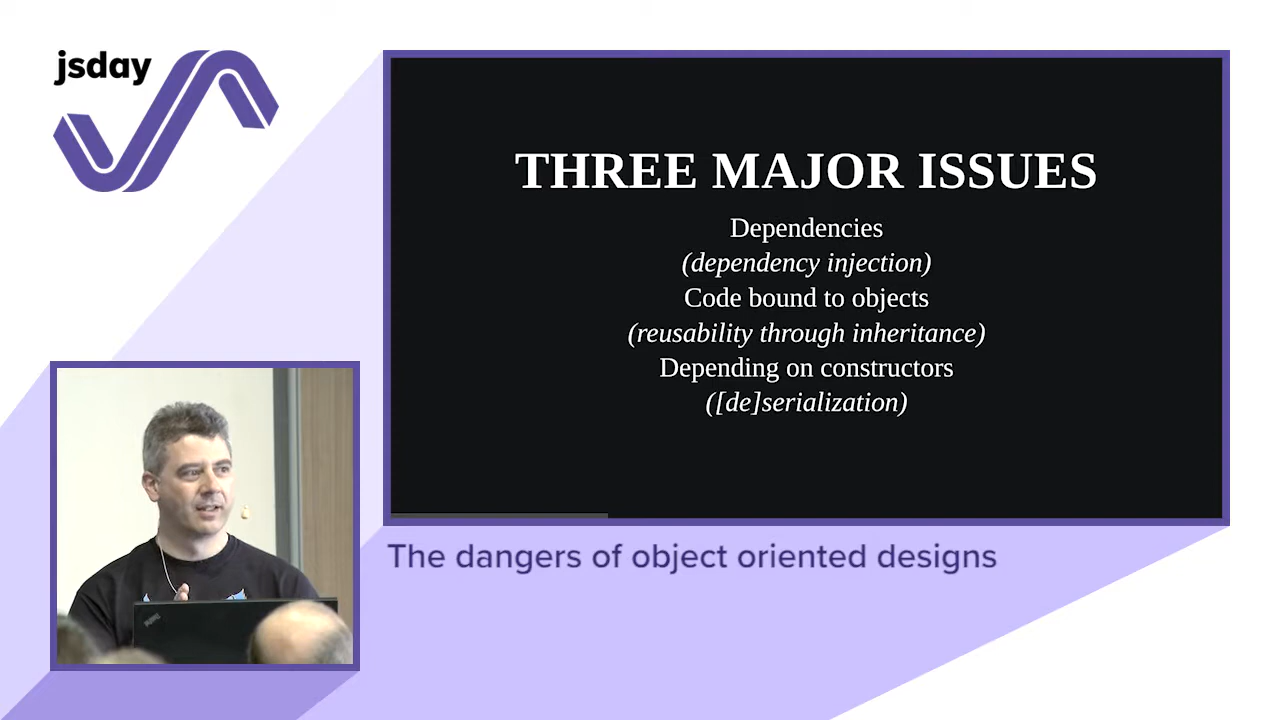 jsday
THREE MAJOR ISSUES
Dependencies
(dependency injection)
Code bound to objects
(reusability through inheritance)
Depending on constructors
([de]serialization)
The dangers of object oriented designs